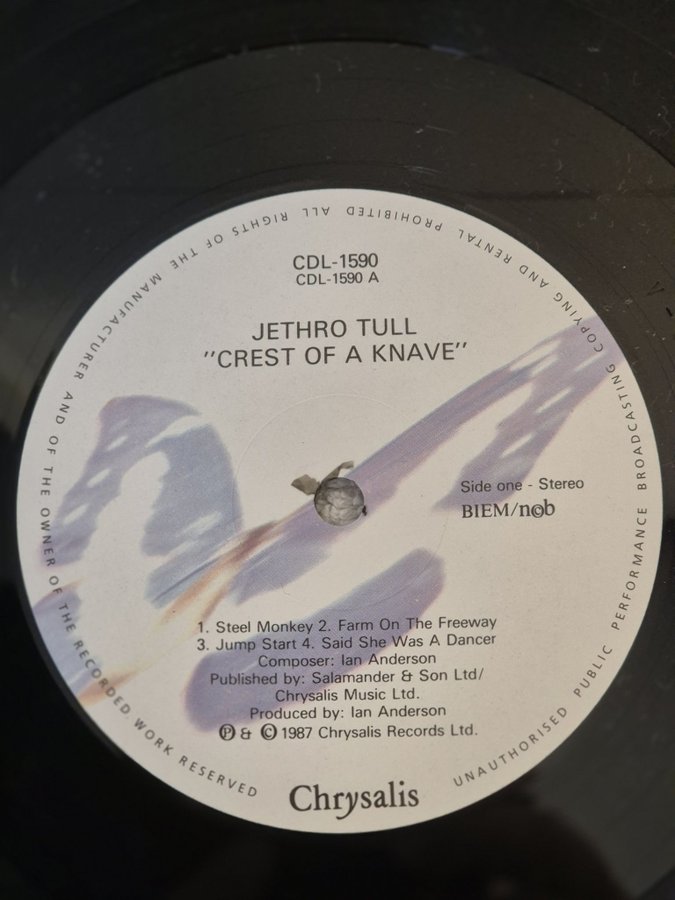 CDL-1590
CDL-1590 A
JETHRO TULL
"CREST OF A KNAVE"
Side one - Stereo
BIEM/n©b
1. Steel Monkey 2. Farm On The Freeway
3. Jump Start 4. Said She Was A Dancer
Composer: Ian Anderson
Published by: Salamander & Son Ltd/
Chrysalis Music Ltd.
Produced by: Ian Anderson
℗ & © 1987 Chrysalis Records Ltd.
Chrysalis
ALL RIGHTS OF THE MANUFACTURER AND OF THE OWNER OF THE RECORDED WORK RESERVED UNAUTHORISED PUBLIC PERFORMANCE BROADCASTING COPYING AND RENTAL PROHIBITED